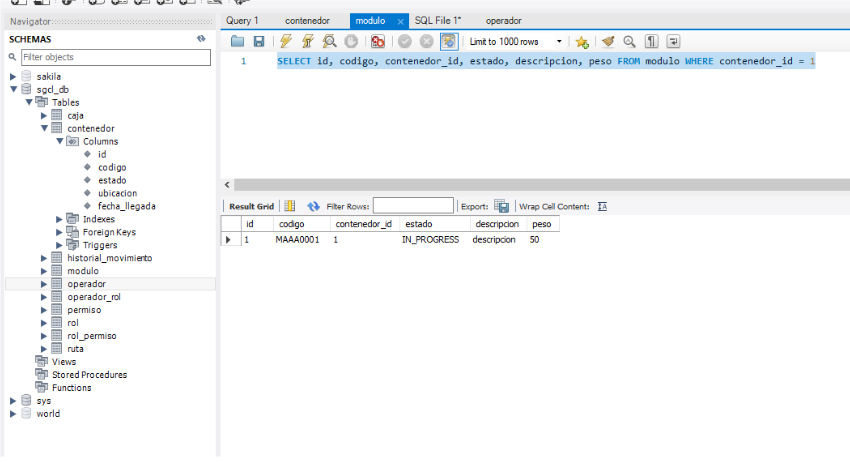 Navigator
SCHEMAS
Filter objects
sakila
sgcl_db
Tables
caja
contenedor
Columns
id
codigo
estado
ubicacion
fecha_llegada
Indexes
Foreign Keys
Triggers
historial_movimiento
modulo
operador
operador_rol
permiso
rol
rol_permiso
ruta
Views
Stored Procedures
Functions
sys
world
Query 1 contenedor modulo SQL File 1* operador
Limit to 1000 rows
1 SELECT id, codigo, contenedor_id, estado, descripcion, peso FROM modulo WHERE contenedor_id = 1
Result Grid Filter Rows: Export: Wrap Cell Content: IA
id codigo contenedor_id estado descripcion peso
1 MAAA0001 1 IN_PROGRESS descripcion 50